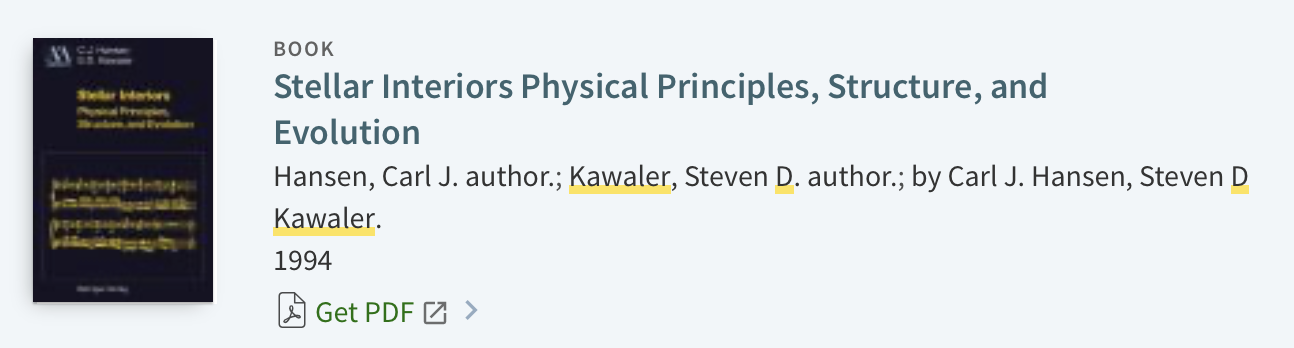 C.J. Hansen
S.D. Kawaler
Stellar Interiors
Physical Principles,
Structure, and Evolution
BOOK
Stellar Interiors Physical Principles, Structure, and
Evolution
Hansen, Carl J. author.; Kawaler, Steven D. author.; by Carl J. Hansen, Steven D
Kawaler.
1994
Get PDF